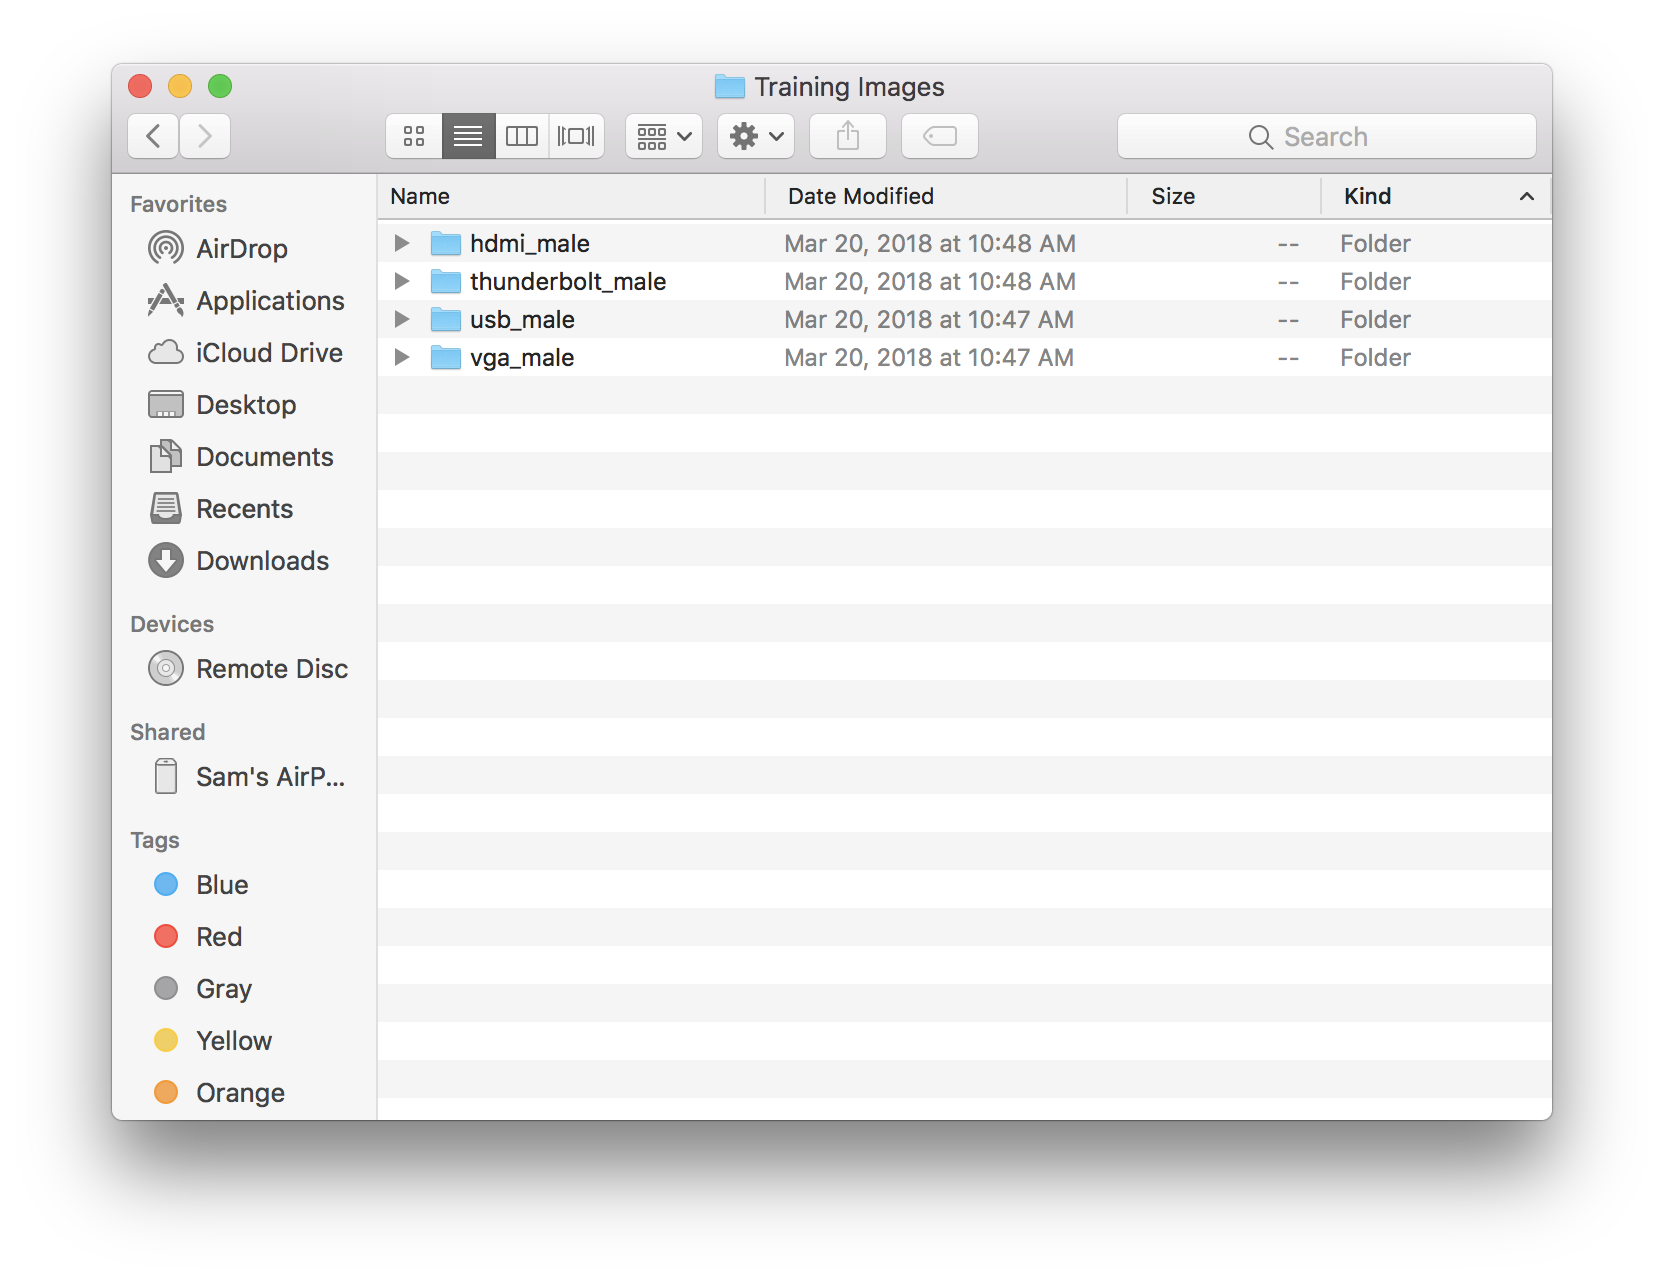 Training Images
Search
Favorites
AirDrop
Applications
iCloud Drive
Desktop
Documents
Recents
Downloads
Devices
Remote Disc
Shared
Sam's AirP...
Tags
Blue
Red
Gray
Yellow
Orange
Name Date Modified Size Kind
hdmi_male Mar 20, 2018 at 10:48 AM -- Folder
thunderbolt_male Mar 20, 2018 at 10:48 AM -- Folder
usb_male Mar 20, 2018 at 10:47 AM -- Folder
vga_male Mar 20, 2018 at 10:47 AM -- Folder